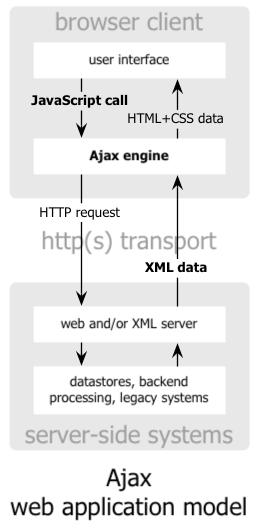 browser client
user interface
JavaScript call
HTML+CSS data
Ajax engine
HTTP request
http(s) transport
XML data
web and/or XML server
datastores, backend
processing, legacy systems
server-side systems
Ajax
web application model